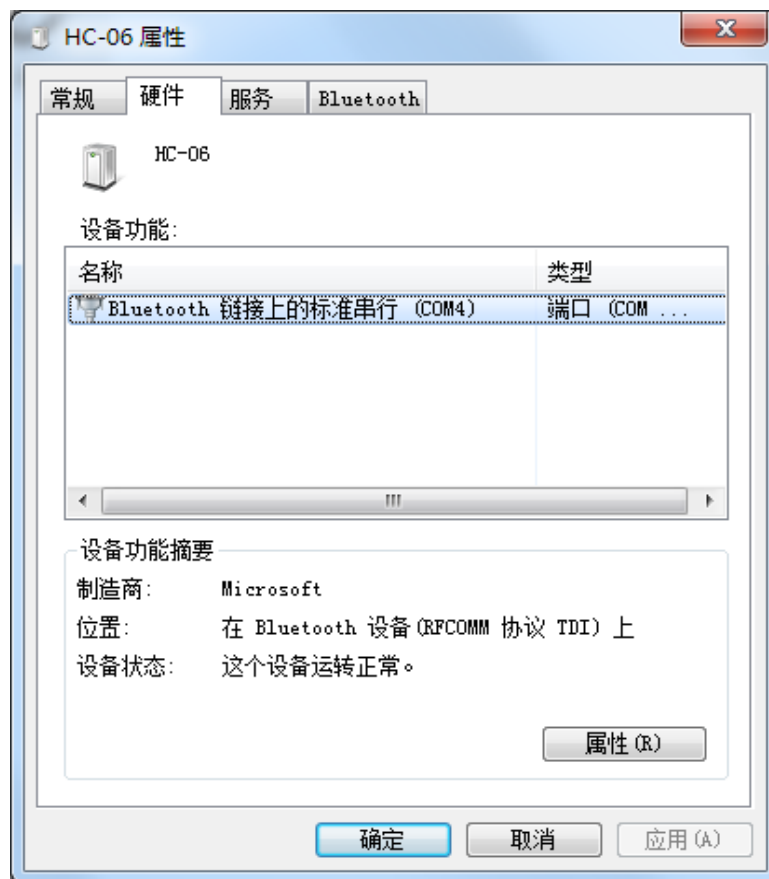 HC-06 属性
常规 硬件 服务 Bluetooth
HC-06
设备功能:
名称 类型
Bluetooth 链接上的标准串行 (COM4) 端口 (COM ...
设备功能摘要
制造商: Microsoft
位置: 在 Bluetooth 设备(RFCOMM 协议 TDI) 上
设备状态: 这个设备运转正常。
属性(R)
确定 取消 应用(A)